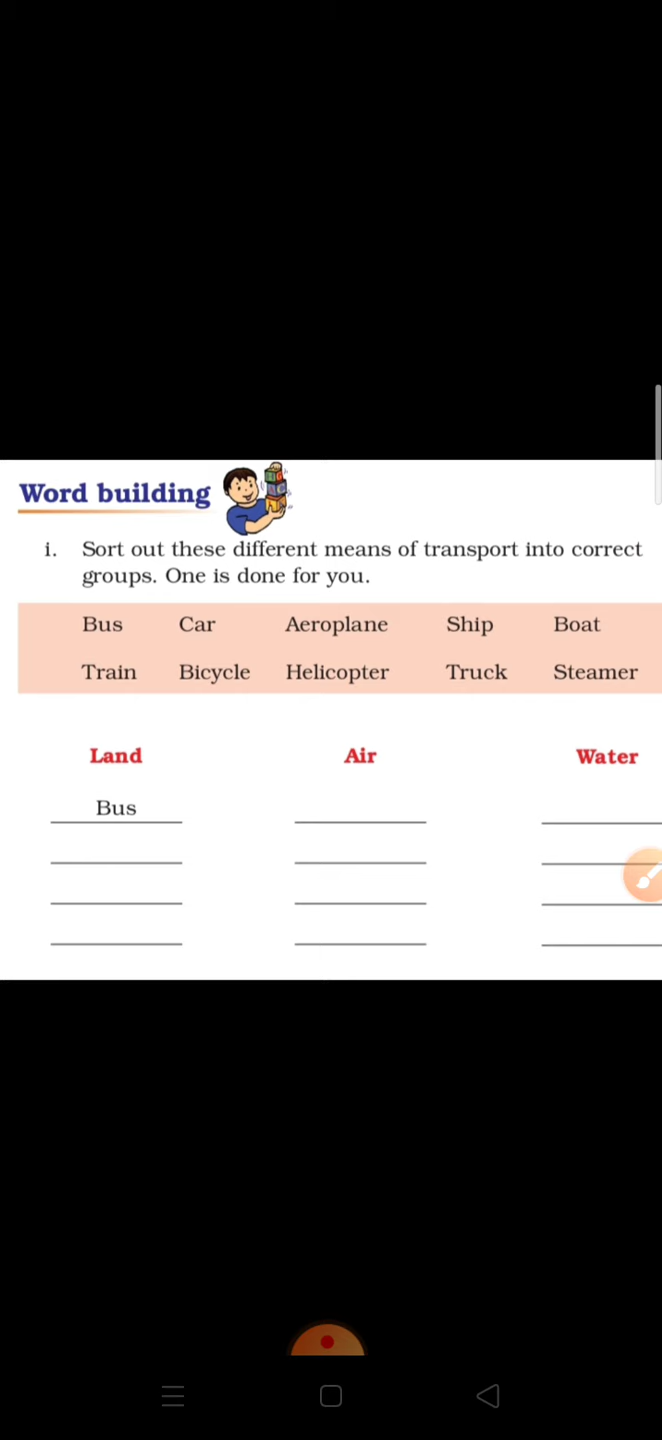 Word building
i. Sort out these different means of transport into correct
groups. One is done for you.
Bus Car Aeroplane Ship Boat
Train Bicycle Helicopter Truck Steamer
Land Air Water
Bus